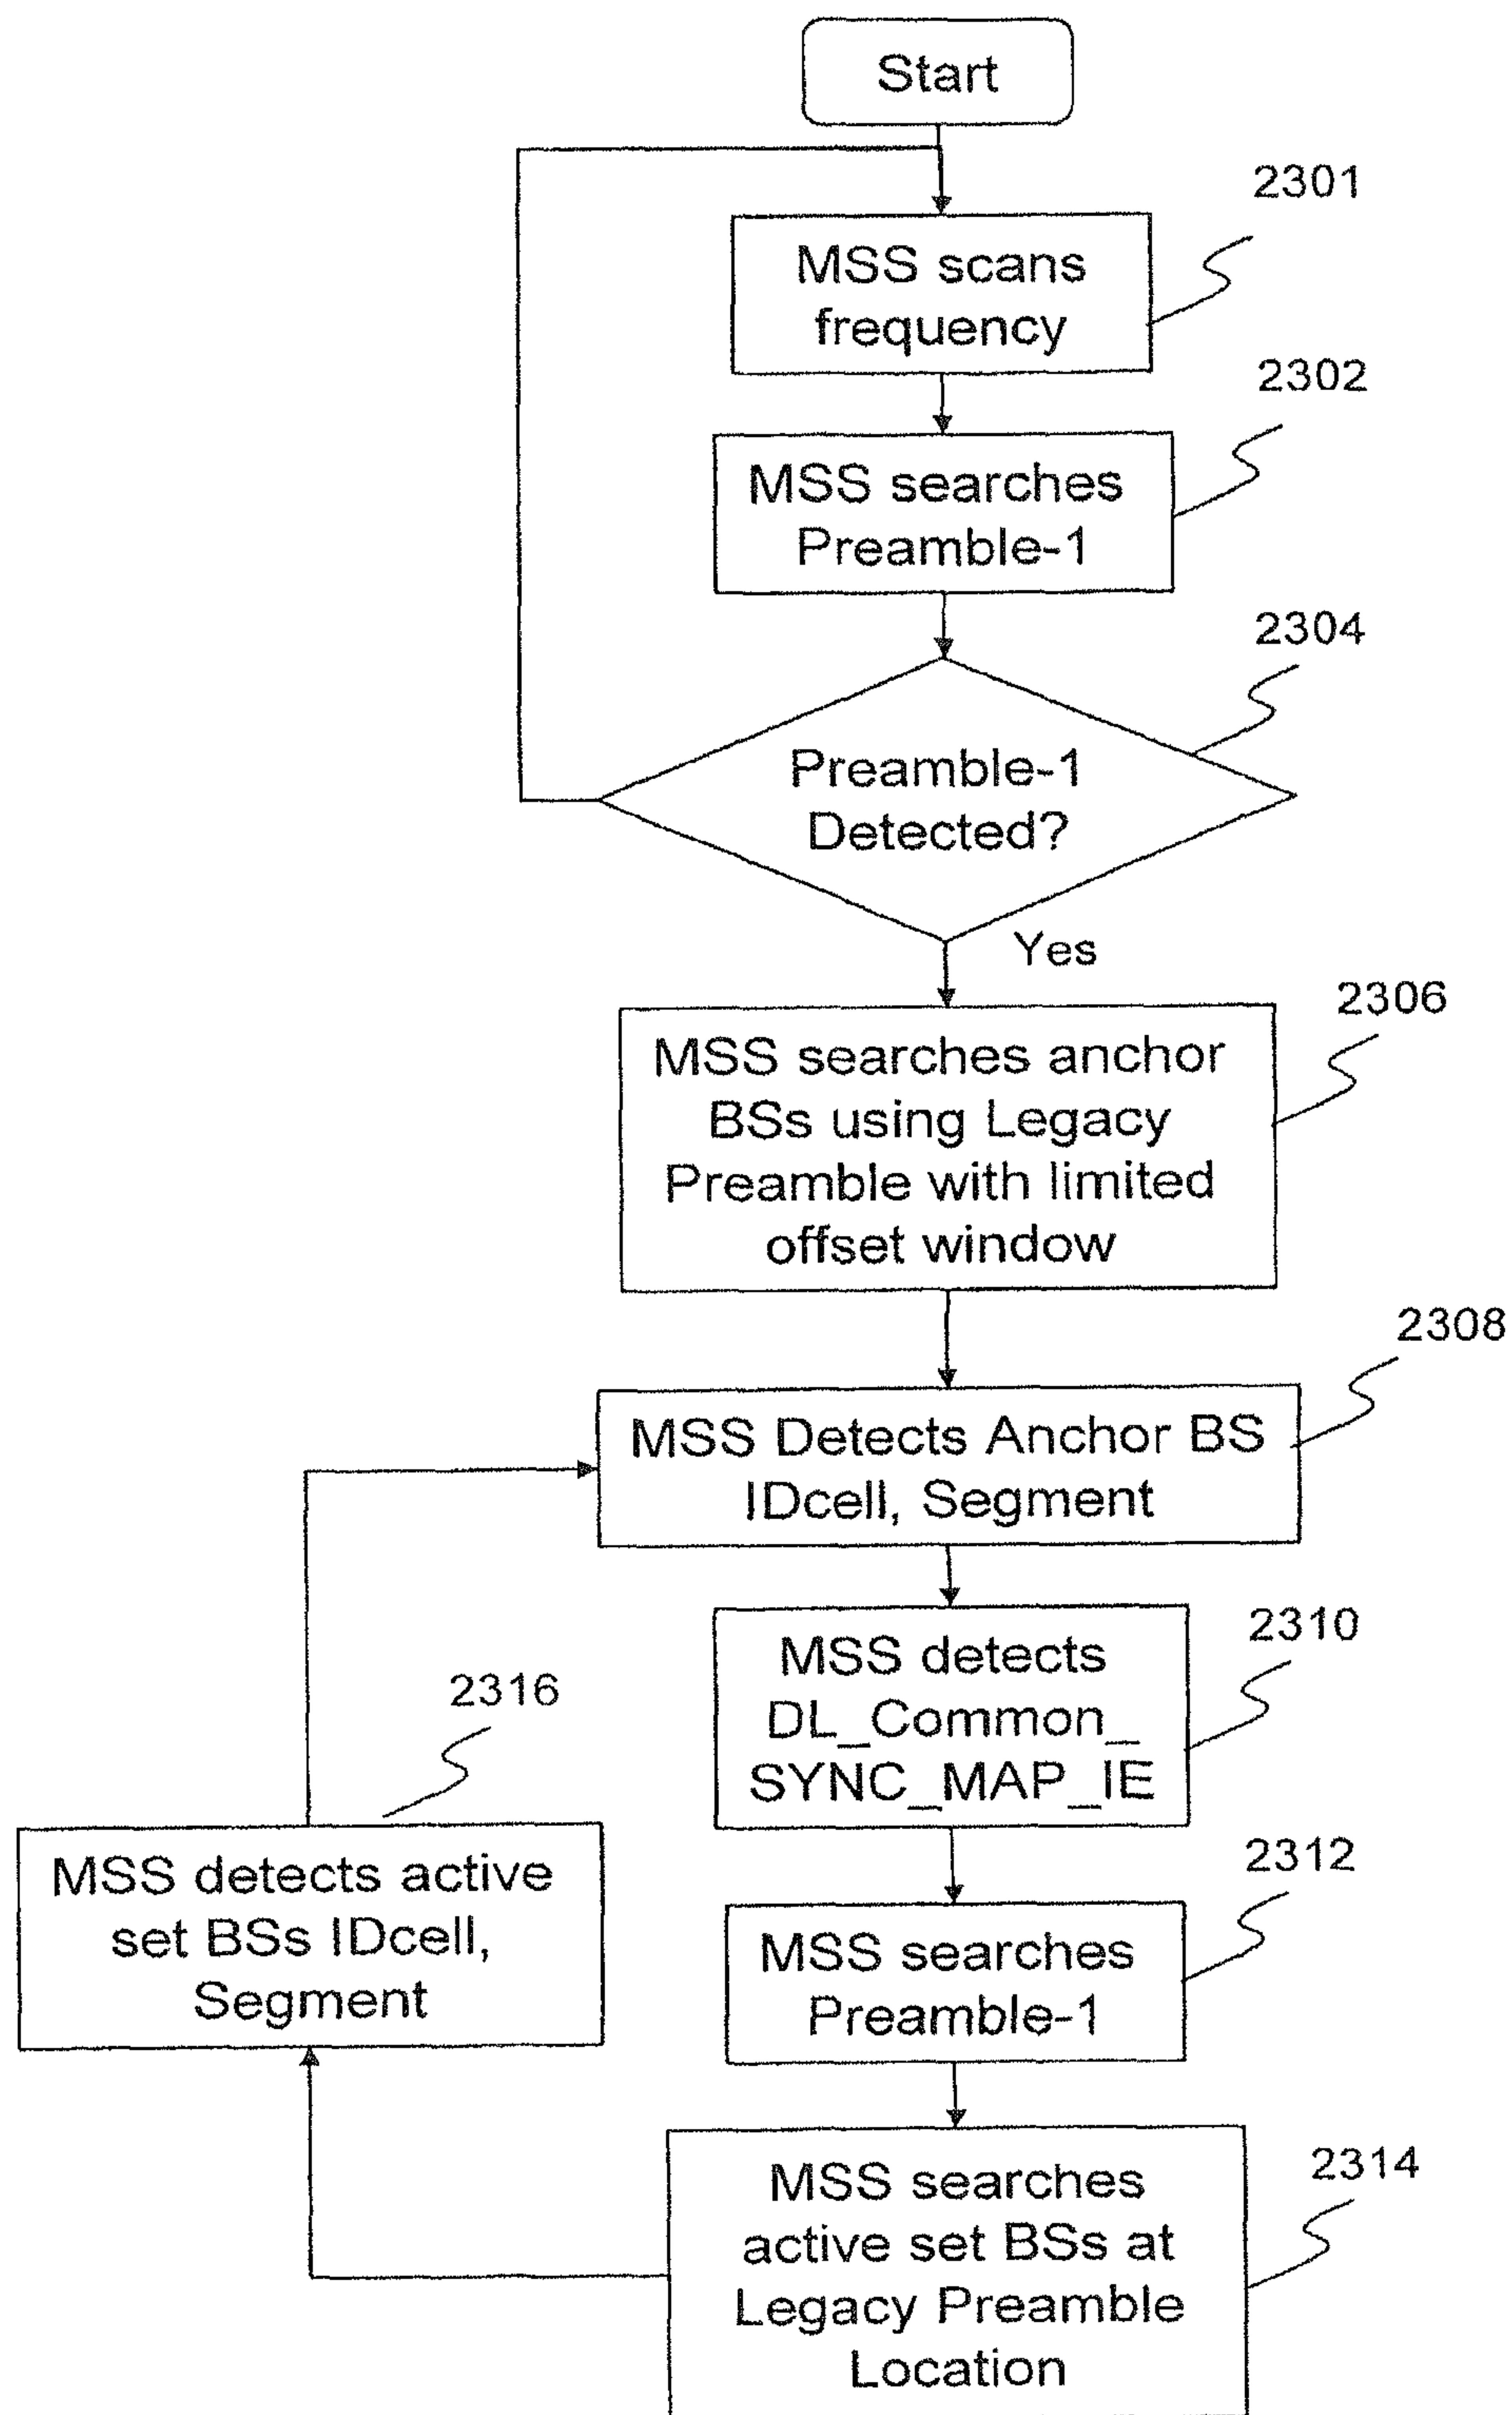 Start
2301
MSS scans
frequency
2302
MSS searches
Preamble-1
2304
Preamble-1
Detected?
Yes
2306
MSS searches anchor
BSs using Legacy
Preamble with limited
offset window
2308
MSS Detects Anchor BS
IDcell, Segment
2310
MSS detects
DL_Common_
SYNC_MAP_IE
2316
MSS detects active
set BSs IDcell,
Segment
2312
MSS searches
Preamble-1
2314
MSS searches
active set BSs at
Legacy Preamble
Location